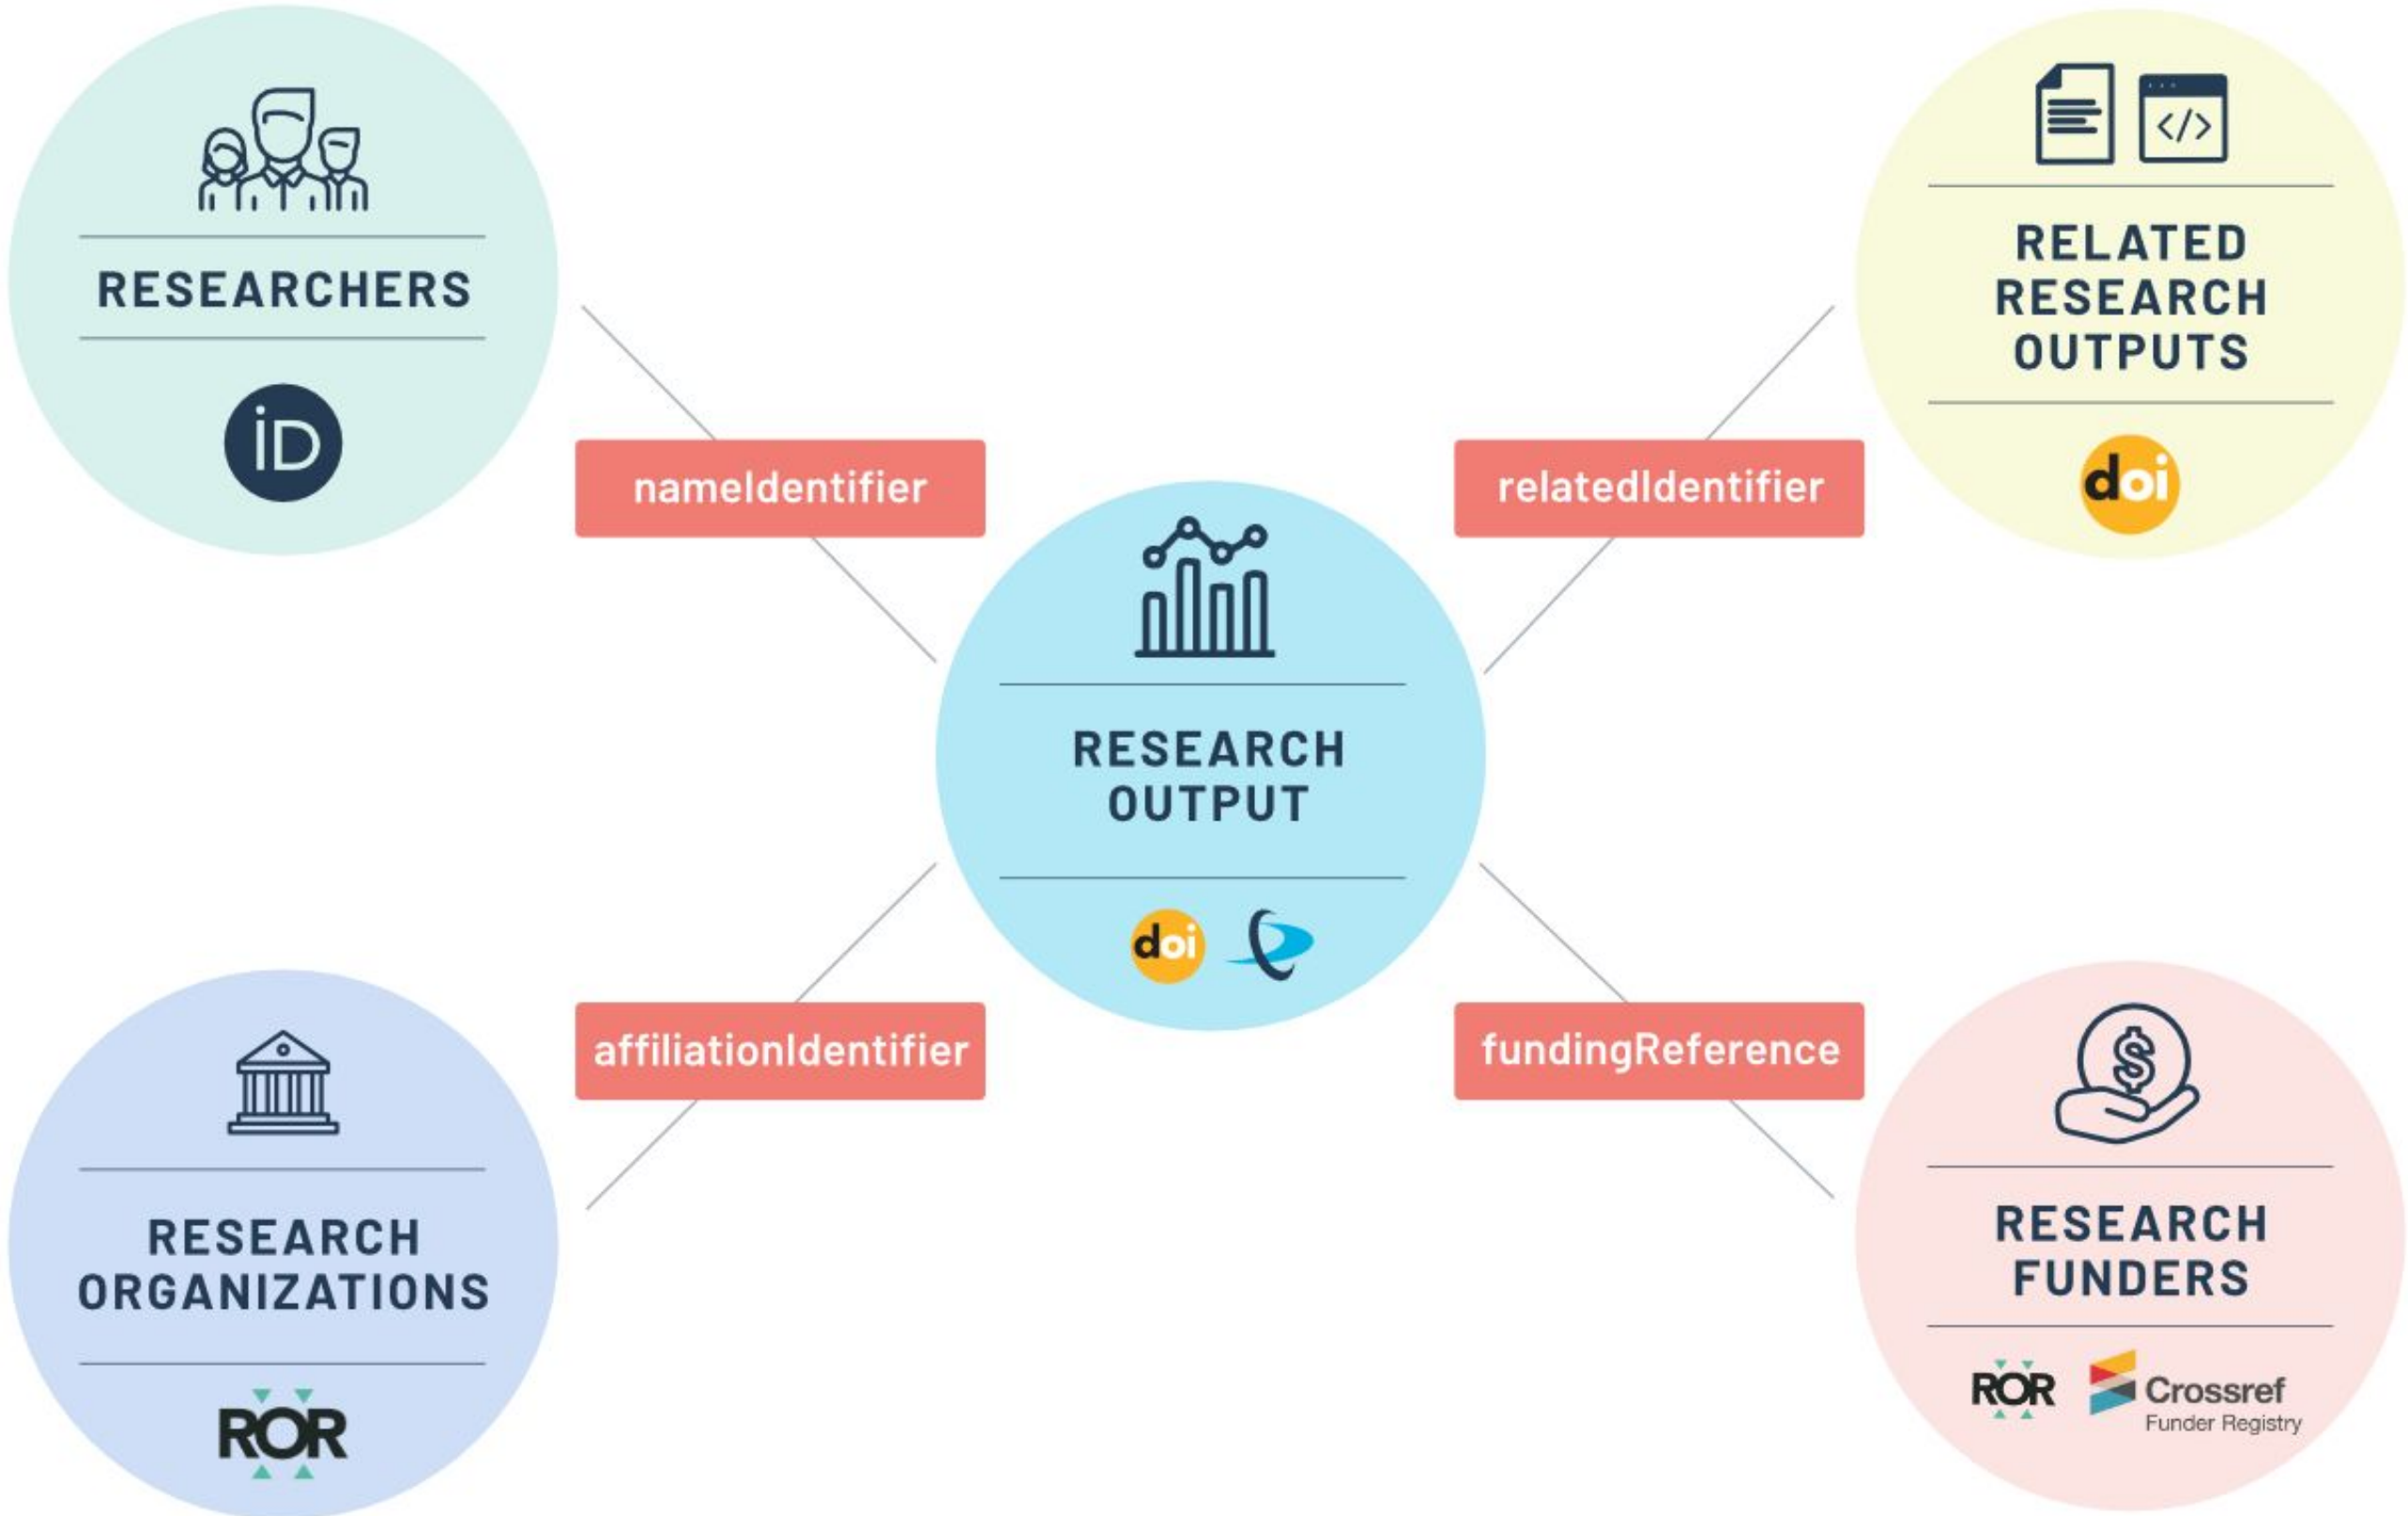 RESEARCHERS
iD
nameIdentifier
</>
RELATED
RESEARCH
OUTPUTS
doi
relatedIdentifier
RESEARCH
OUTPUT
doi
affiliationIdentifier
RESEARCH
ORGANIZATIONS
ROR
fundingReference
$
RESEARCH
FUNDERS
ROR
Crossref
Funder Registry